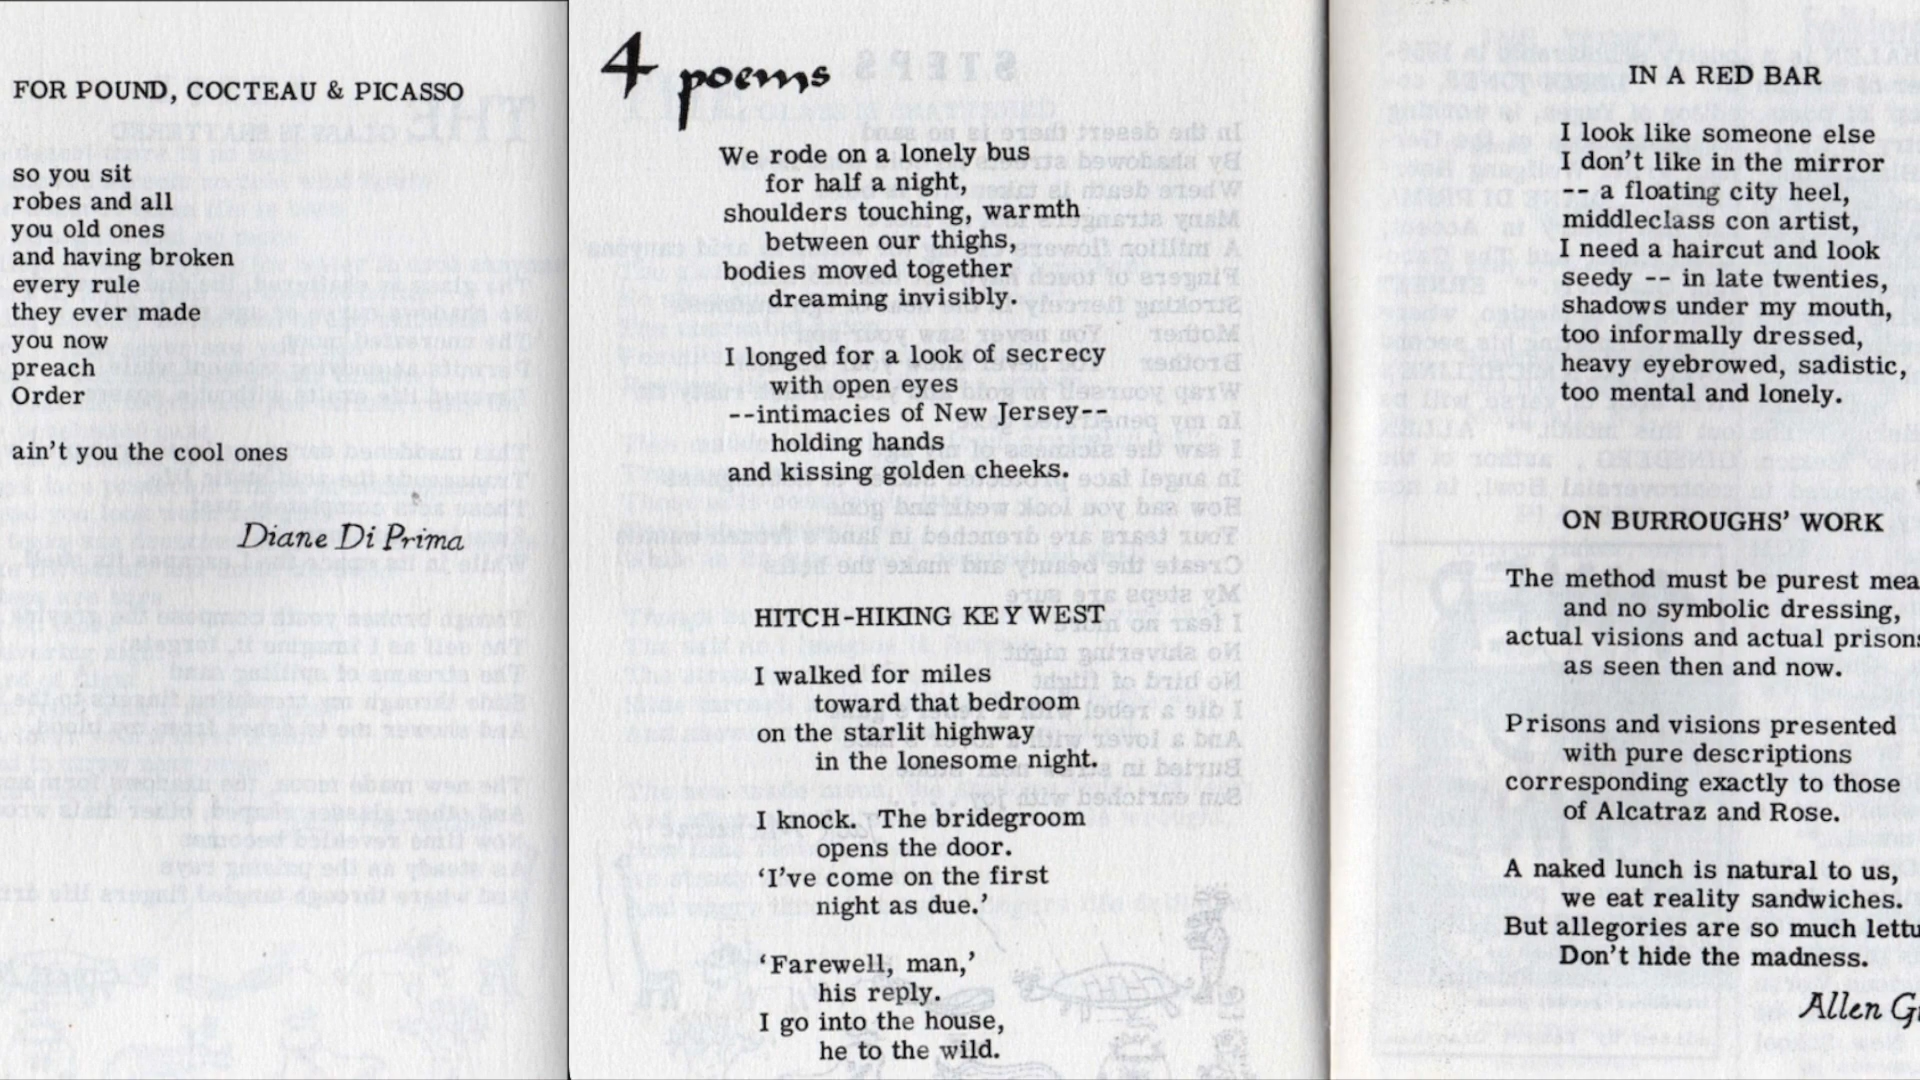 FOR POUND, COCTEAU & PICASSO
so you sit
robes and all
you old ones
and having broken
every rule
they ever made
you now
preach
Order
ain't you the cool ones
Diane Di Prima
4 poems
We rode on a lonely bus
for half a night,
shoulders touching, warmth
between our thighs,
bodies moved together
dreaming invisibly.
I longed for a look of secrecy
with open eyes
--intimacies of New Jersey--
holding hands
and kissing golden cheeks.
HITCH-HIKING KEY WEST
I walked for miles
toward that bedroom
on the starlit highway
in the lonesome night.
I knock. The bridegroom
opens the door.
'I've come on the first
night as due.'
'Farewell, man,'
his reply.
I go into the house,
he to the wild.
IN A RED BAR
I look like someone else
I don't like in the mirror
-- a floating city heel,
middleclass con artist,
I need a haircut and look
seedy -- in late twenties,
shadows under my mouth,
too informally dressed,
heavy eyebrowed, sadistic,
too mental and lonely.
ON BURROUGHS' WORK
The method must be purest mea
and no symbolic dressing,
actual visions and actual prisons
as seen then and now.
Prisons and visions presented
with pure descriptions
corresponding exactly to those
of Alcatraz and Rose.
A naked lunch is natural to us,
we eat reality sandwiches.
But allegories are so much lettu
Don't hide the madness.
Allen G